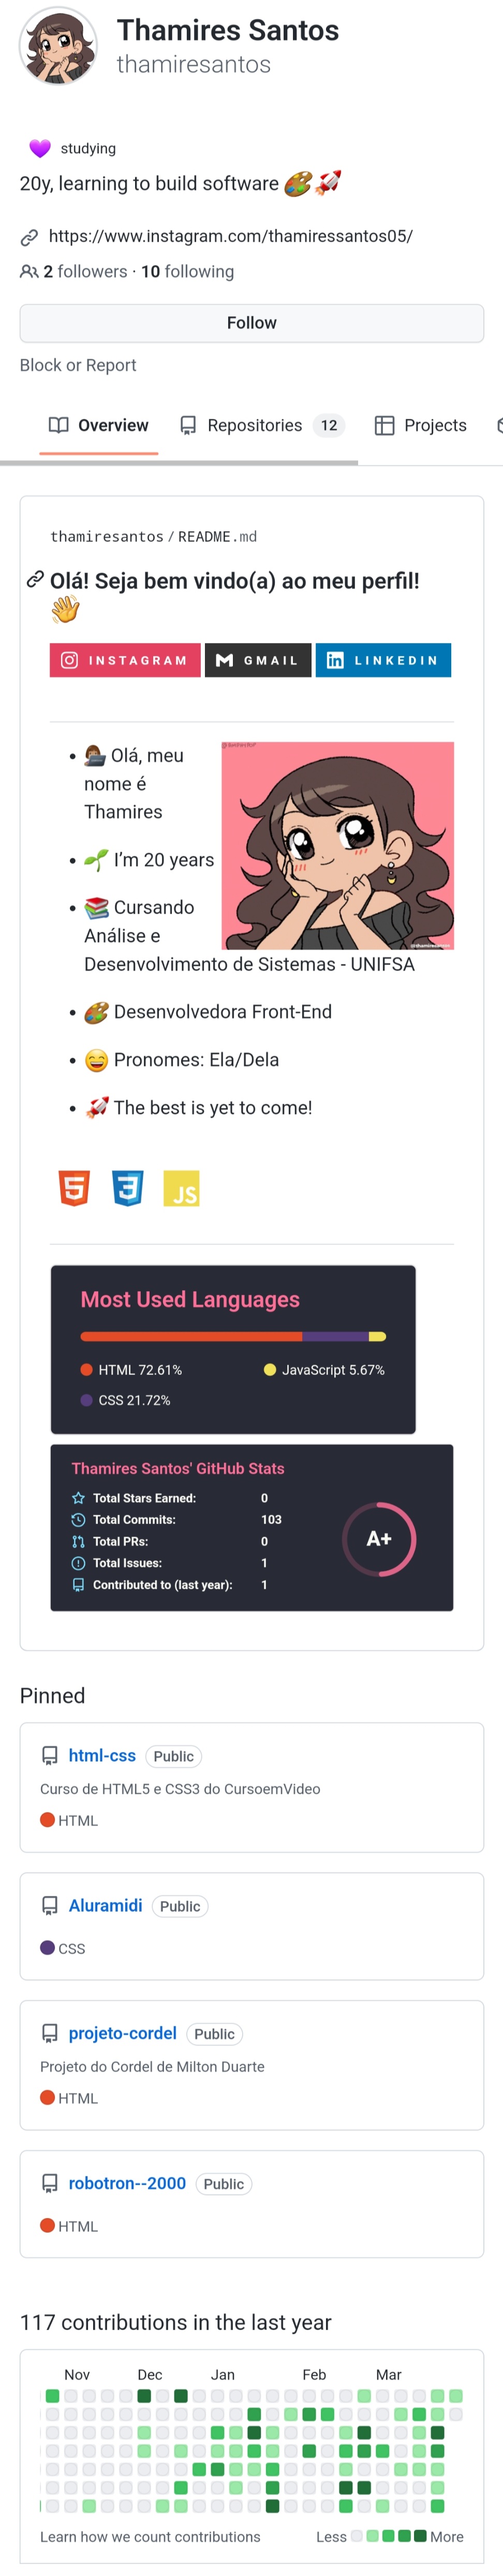 Thamires Santos
thamiresantos
studying
20y, learning to build software
https://www.instagram.com/thamiressantos05/
2 followers · 10 following
Follow
Block or Report
Overview
Repositories 12
Projects
thamiresantos / README.md
Olá! Seja bem vindo(a) ao meu perfil!
INSTAGRAM
GMAIL
LINKEDIN
• Olá, meu
nome é
Thamires
• I'm 20 years
• Cursando
Análise e
Desenvolvimento de Sistemas - UNIFSA
• Desenvolvedora Front-End
• Pronomes: Ela/Dela
• The best is yet to come!
5
3
JS
Most Used Languages
HTML 72.61%
JavaScript 5.67%
CSS 21.72%
Thamires Santos' GitHub Stats
Total Stars Earned: 0
Total Commits: 103
Total PRs: 0
Total Issues: 1
Contributed to (last year): 1
A+
Pinned
html-css Public
Curso de HTML5 e CSS3 do CursoemVideo
HTML
Aluramidi Public
CSS
projeto-cordel Public
Projeto do Cordel de Milton Duarte
HTML
robotron--2000 Public
HTML
117 contributions in the last year
Nov Dec Jan Feb Mar
Learn how we count contributions
Less
More